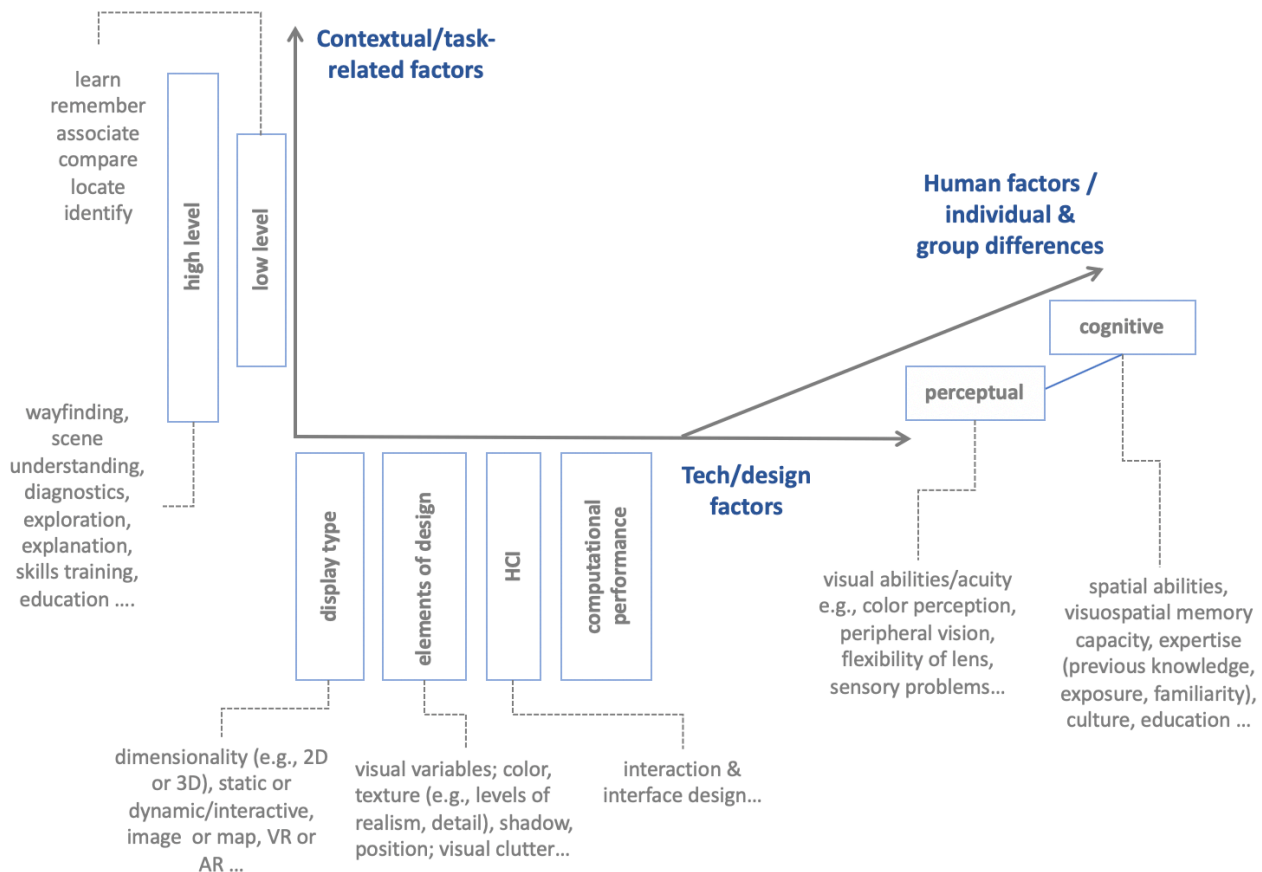 Contextual/task-
related factors
learn
remember
associate
compare
locate
identify
high level
low level
wayfinding,
scene
understanding,
diagnostics,
exploration,
explanation,
skills training,
education ....
Human factors /
individual &
group differences
cognitive
perceptual
Tech/design
factors
display type
elements of design
HCI
computational
performance
visual abilities/acuity
e.g., color perception,
peripheral vision,
flexibility of lens,
sensory problems...
spatial abilities,
visuospatial memory
capacity, expertise
(previous knowledge,
exposure, familiarity),
culture, education ...
dimensionality (e.g., 2D
or 3D), static or
dynamic/interactive,
image or map, VR or
AR ...
visual variables; color,
texture (e.g., levels of
realism, detail), shadow,
position; visual clutter...
interaction &
interface design...